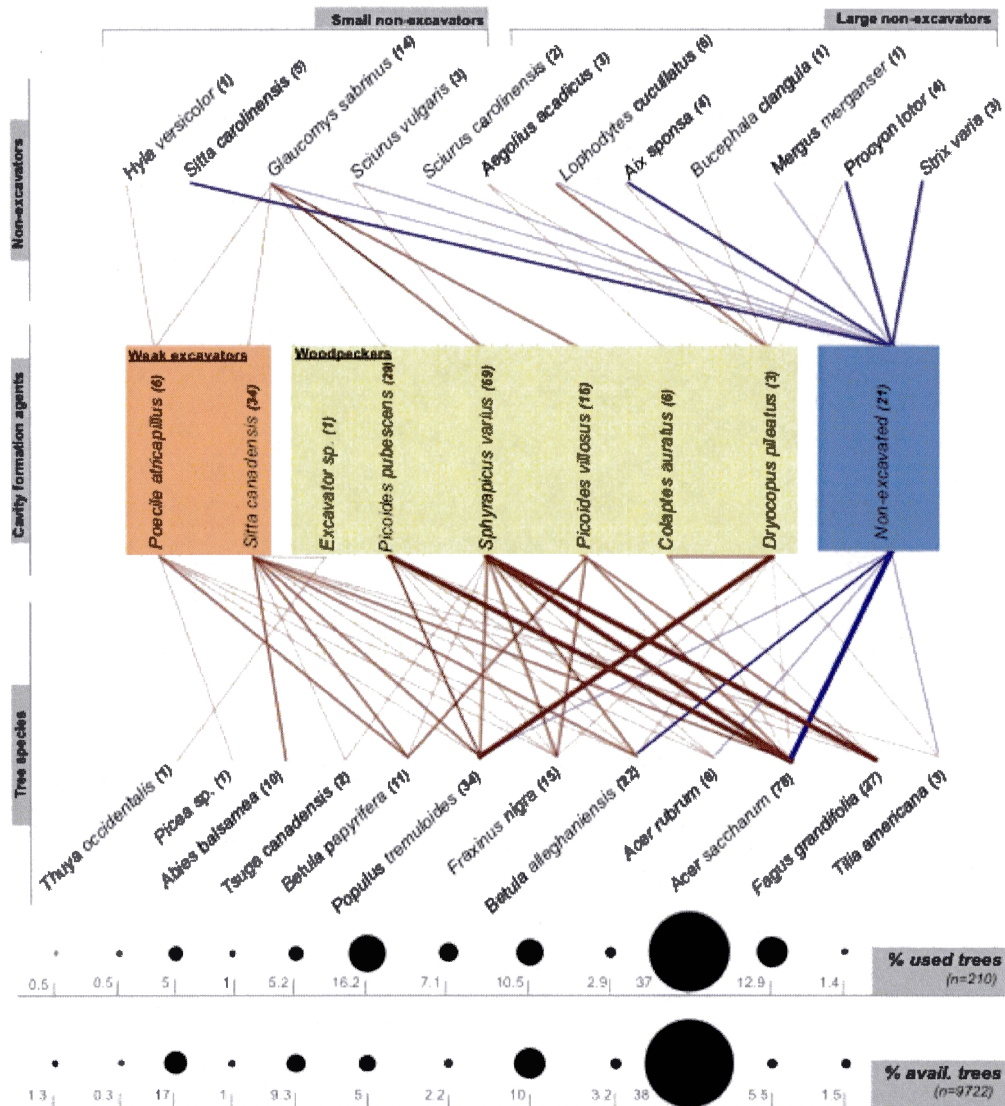 Small non-excavators
Large non-excavators
Non-excavators
Hyla versicolor (1)
Sitta carolinensis (5)
Glaucomys sabrinus (14)
Sciurus vulgaris (3)
Sciurus carolinensis (2)
Aegolius acadicus (3)
Lophodytes cucullatus (6)
Aix sponsa (4)
Bucephala clangula (1)
Mergus merganser (1)
Procyon lotor (4)
Strix varia (3)
Cavity formation agents
Weak excavators
Woodpeckers
Poecile atricapillus (6)
Sitta canadensis (34)
Excavator sp. (1)
Picoides pubescens (29)
Sphyrapicus varius (69)
Picoides villosus (16)
Colaptes auratus (6)
Dryocopus pileatus (3)
Non-excavated (21)
Tree species
Thuya occidentalis (1)
Picea sp. (1)
Abies balsamea (10)
Tsuge canadensis (2)
Betula papyrifera (11)
Populus tremuloides (34)
Fraxinus nigra (15)
Betula alleghaniensis (22)
Acer rubrum (6)
Acer saccharum (78)
Fagus grandifolia (27)
Tilia americana (3)
0.5 0.5 5 1 5.2 16.2 7.1 10.5 2.9 37 12.9 1.4
% used trees
(n=210)
1.3 0.3 17 1 9.3 5 2.2 10 3.2 38 5.5 1.5
% avail. trees
(n=9722)